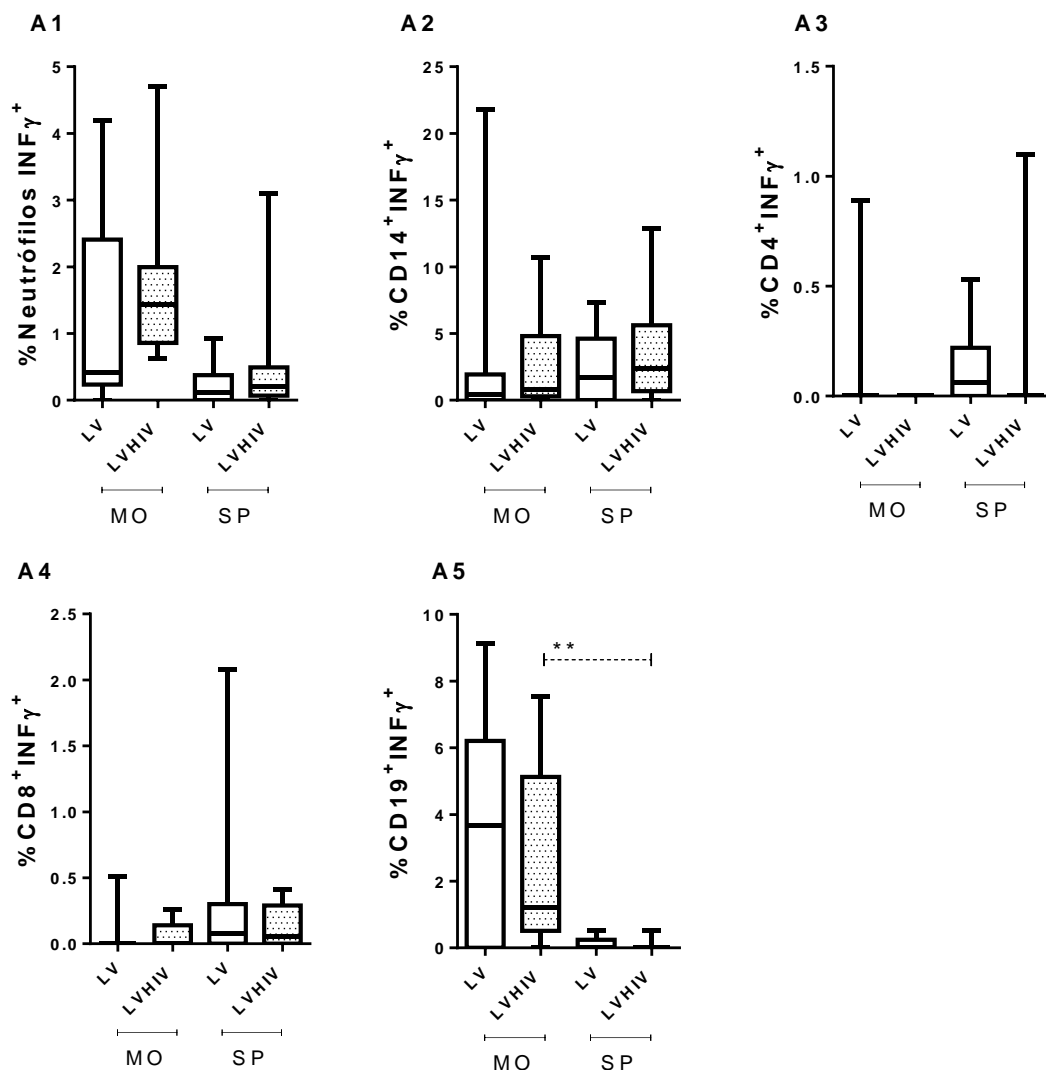 A1
%Neutrófilos INFγ+
5
4
3
2
1
0
LV
LVHIV
LV
LVHIV
MO
SP
A2
%CD14+INFγ+
25
20
15
10
5
0
LV
LVHIV
LV
LVHIV
MO
SP
A3
%CD4+INFγ+
1.5
1.0
0.5
0.0
LV
LVHIV
LV
LVHIV
MO
SP
A4
%CD8+INFγ+
2.5
2.0
1.5
1.0
0.5
0.0
LV
LVHIV
LV
LVHIV
MO
SP
A5
%CD19+INFγ+
10
8
6
4
2
0
**
LV
LVHIV
LV
LVHIV
MO
SP